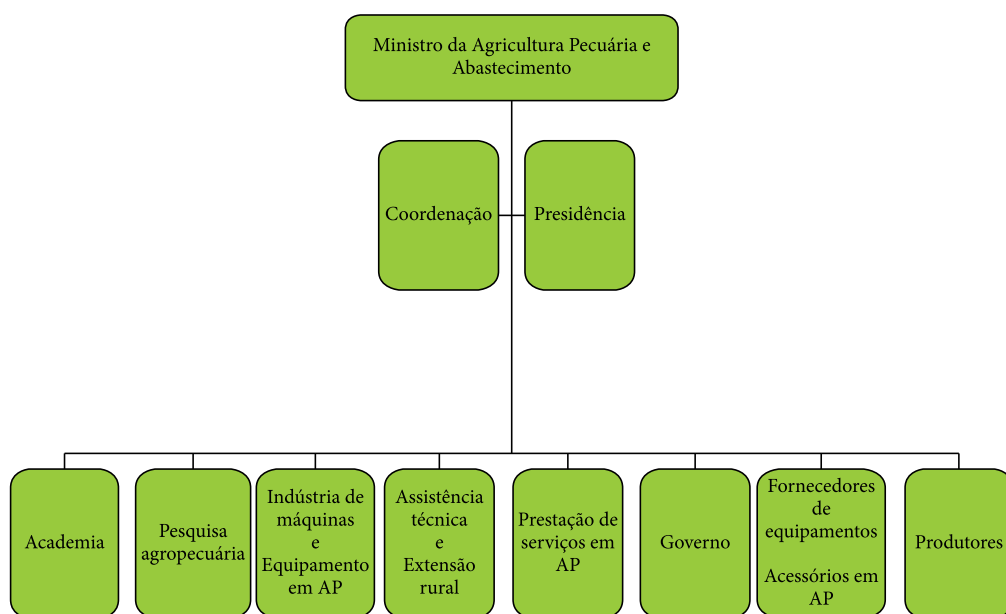 Ministro da Agricultura Pecuária e
Abastecimento
Coordenação
Presidência
Academia
Pesquisa
agropecuária
Indústria de
máquinas
e
Equipamento
em AP
Assistência
técnica
e
Extensão
rural
Prestação de
serviços em
AP
Governo
Fornecedores
de
equipamentos
Acessórios em
AP
Produtores